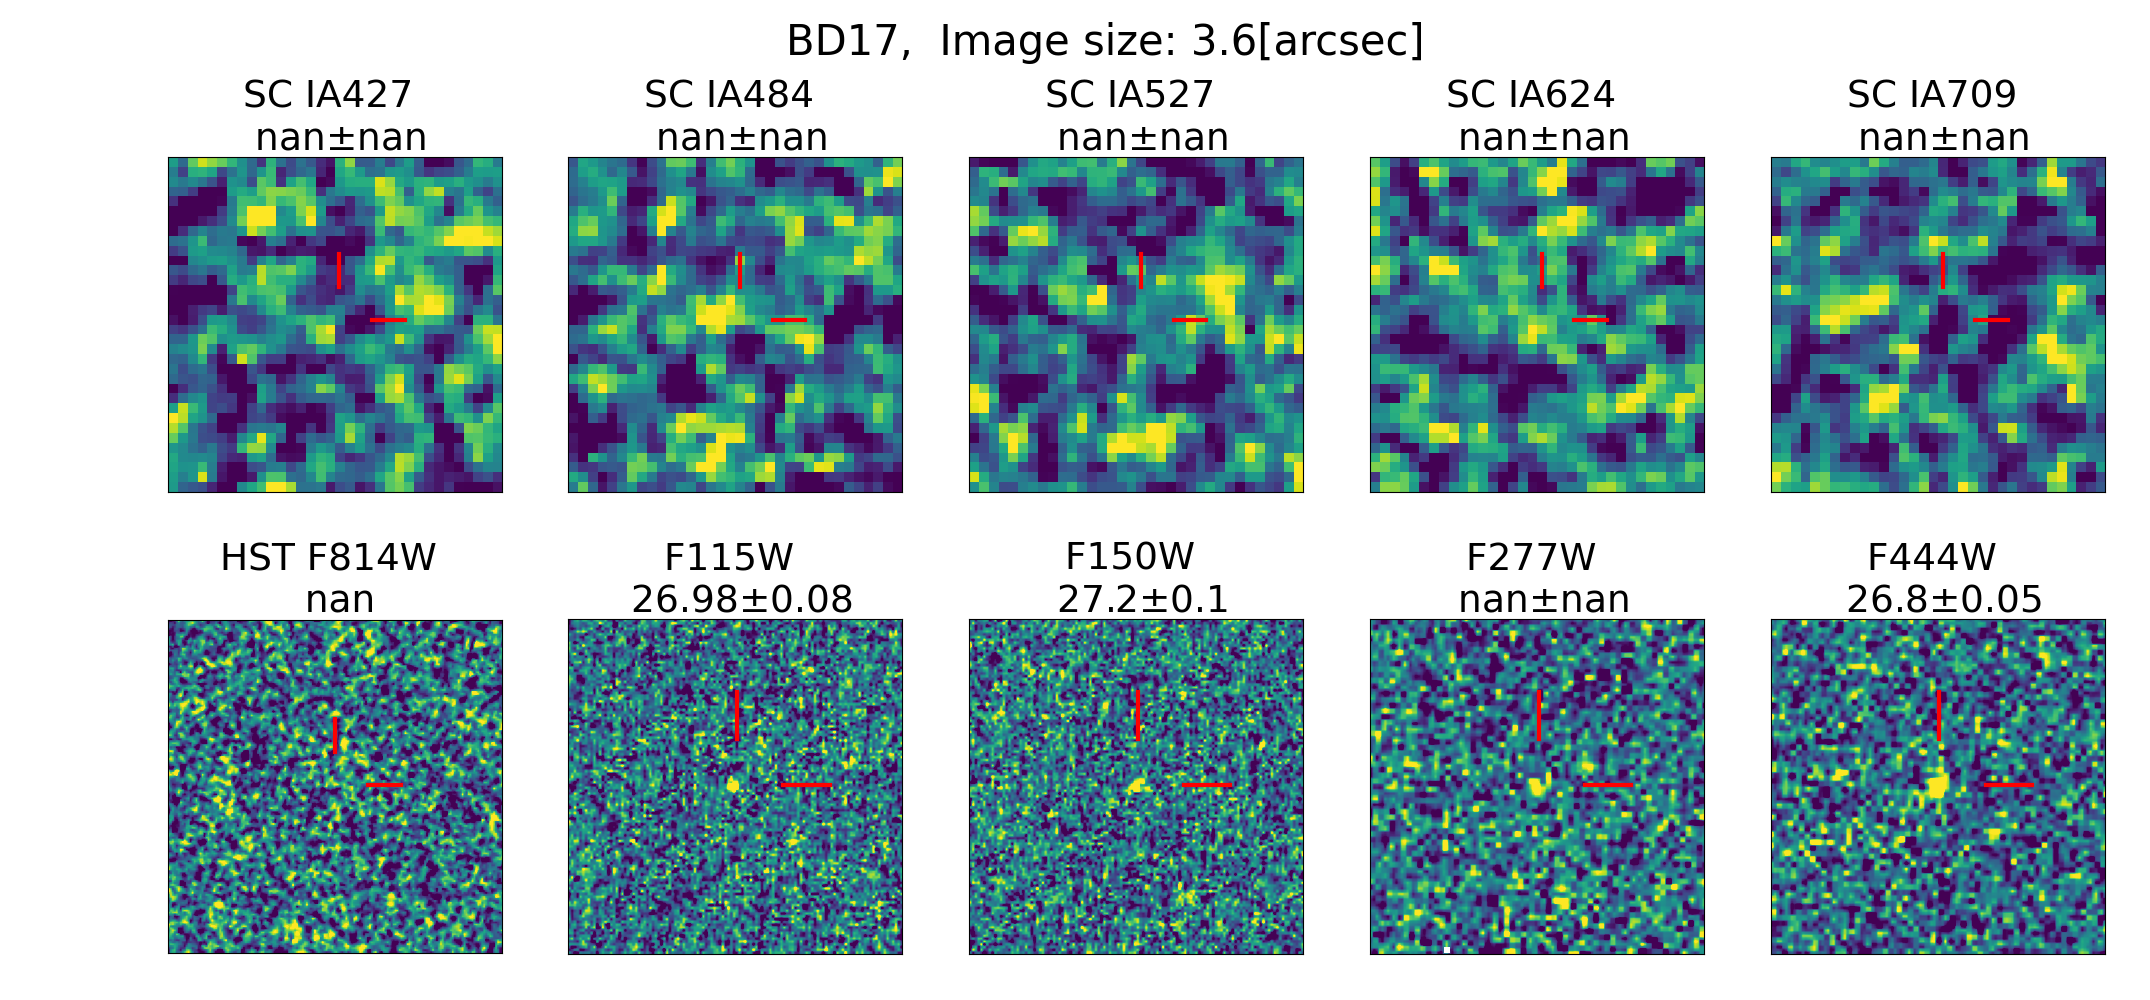 BD17,  Image size: 3.6[arcsec]
SC IA427
nan±nan
SC IA484
nan±nan
SC IA527
nan±nan
SC IA624
nan±nan
SC IA709
nan±nan
HST F814W
nan
F115W
26.98±0.08
F150W
27.2±0.1
F277W
nan±nan
F444W
26.8±0.05